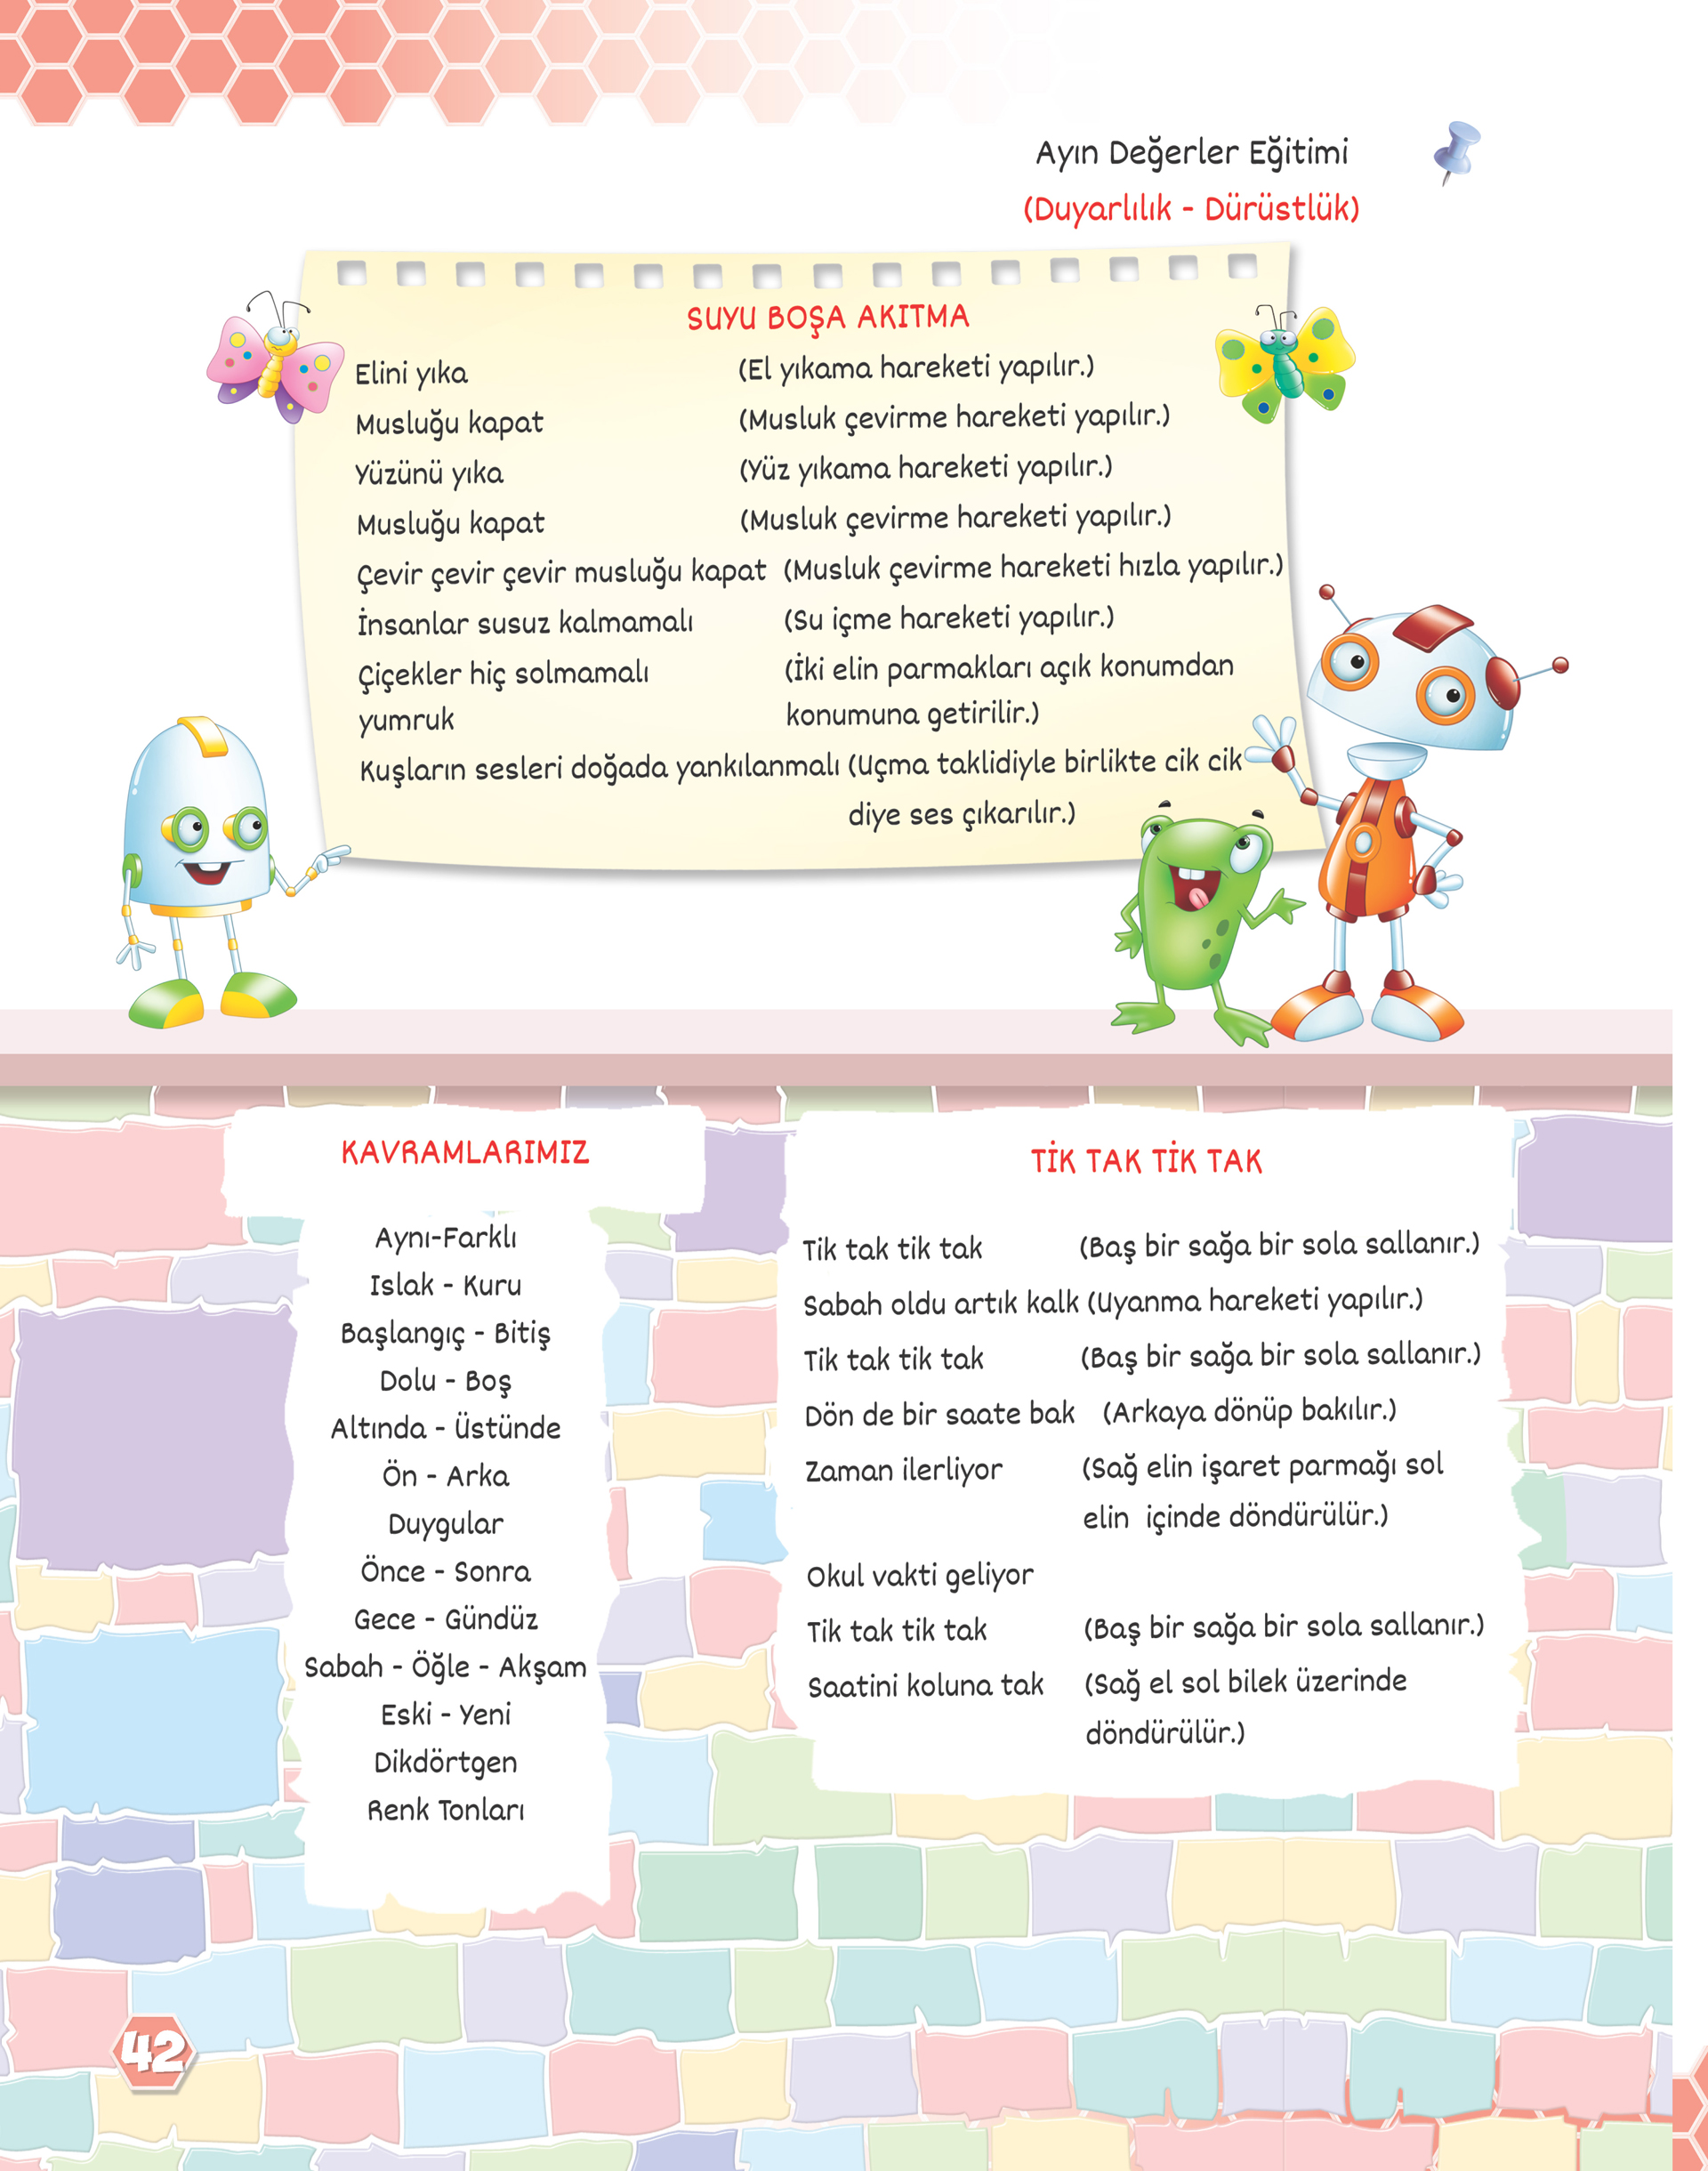 Ayın Değerler Eğitimi
(Duyarlılık - Dürüstlük)
SUYU BOŞA AKITMA
Elini yıka (El yıkama hareketi yapılır.)
Musluğu kapat (Musluk çevirme hareketi yapılır.)
Yüzünü yıka (Yüz yıkama hareketi yapılır.)
Musluğu kapat (Musluk çevirme hareketi yapılır.)
Çevir çevir çevir musluğu kapat (Musluk çevirme hareketi hızla yapılır.)
İnsanlar susuz kalmamalı (Su içme hareketi yapılır.)
Çiçekler hiç solmamalı (İki elin parmakları açık konumdan
yumruk konumuna getirilir.)
Kuşların sesleri doğada yankılanmalı (Uçma taklidiyle birlikte cik cik
diye ses çıkarılır.)
KAVRAMLARIMIZ
Aynı-Farklı
Islak - Kuru
Başlangıç - Bitiş
Dolu - Boş
Altında - Üstünde
Ön - Arka
Duygular
Önce - Sonra
Gece - Gündüz
Sabah - Öğle - Akşam
Eski - Yeni
Dikdörtgen
Renk Tonları
TİK TAK TİK TAK
Tik tak tik tak (Baş bir sağa bir sola sallanır.)
Sabah oldu artık kalk (Uyanma hareketi yapılır.)
Tik tak tik tak (Baş bir sağa bir sola sallanır.)
Dön de bir saate bak (Arkaya dönüp bakılır.)
Zaman ilerliyor (Sağ elin işaret parmağı sol
elin içinde döndürülür.)
Okul vakti geliyor
Tik tak tik tak (Baş bir sağa bir sola sallanır.)
Saatini koluna tak (Sağ el sol bilek üzerinde
döndürülür.)
42